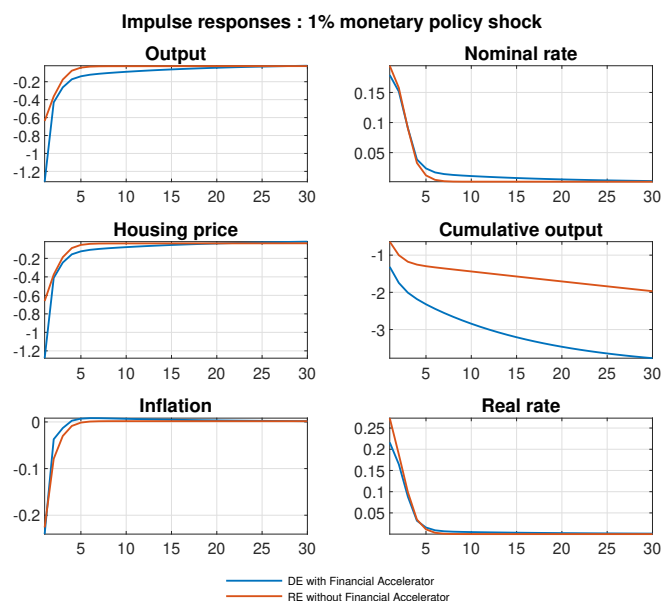 Impulse responses : 1% monetary policy shock
Output
-0.2
-0.4
-0.6
-0.8
-1
-1.2
5 10 15 20 25 30
Nominal rate
0.15
0.1
0.05
5 10 15 20 25 30
Housing price
-0.2
-0.4
-0.6
-0.8
-1
-1.2
5 10 15 20 25 30
Cumulative output
-1
-2
-3
5 10 15 20 25 30
Inflation
0
-0.1
-0.2
5 10 15 20 25 30
Real rate
0.25
0.2
0.15
0.1
0.05
5 10 15 20 25 30
DE with Financial Accelerator
RE without Financial Accelerator